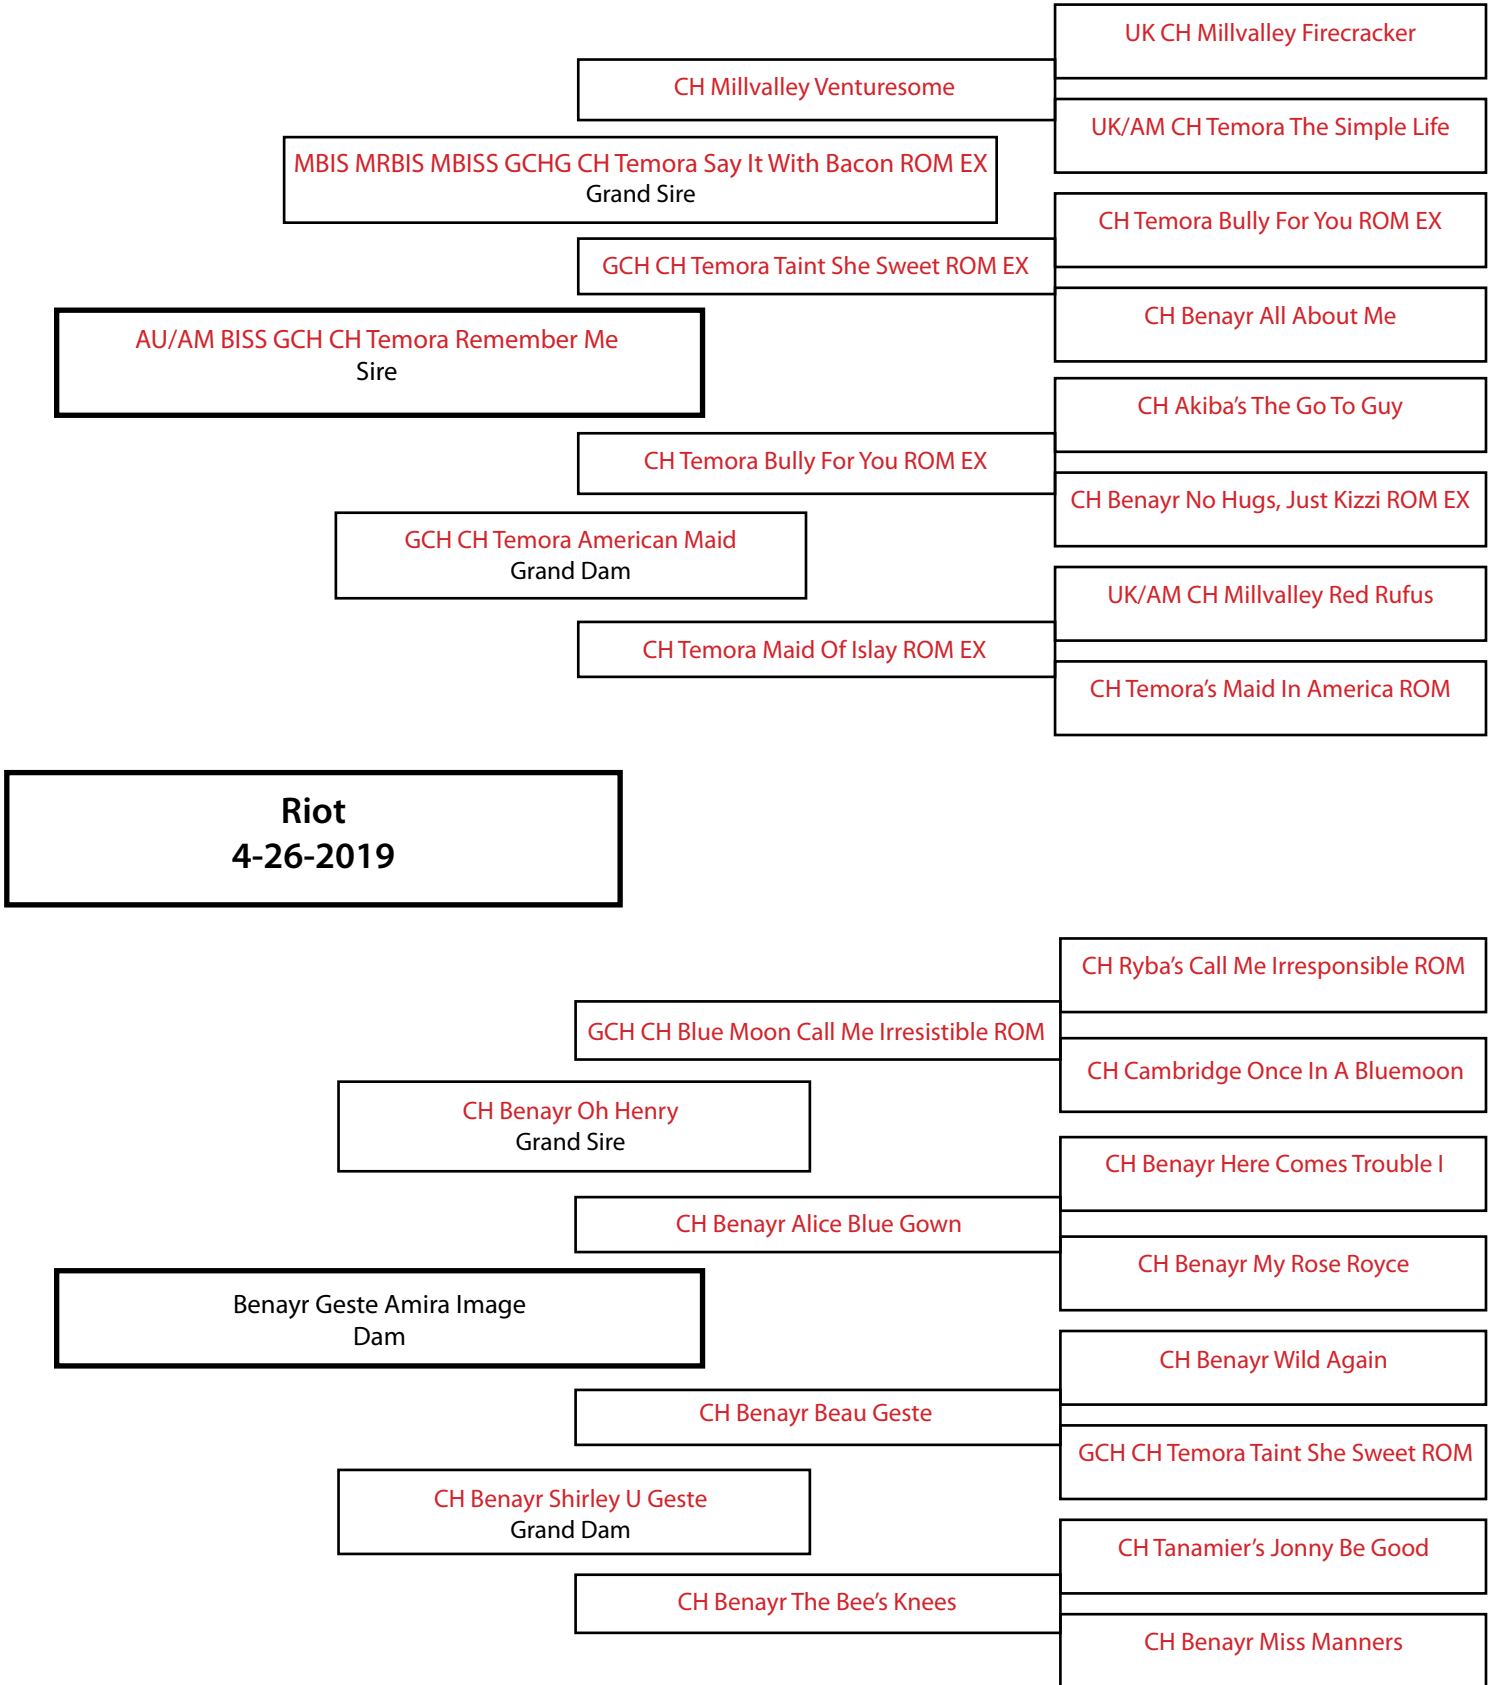 UK CH Millvalley Firecracker
CH Millvalley Venturesome
UK/AM CH Temora The Simple Life
MBIS MRBIS MBISS GCHG CH Temora Say It With Bacon ROM EX
Grand Sire
CH Temora Bully For You ROM EX
GCH CH Temora Taint She Sweet ROM EX
CH Benayr All About Me
AU/AM BISS GCH CH Temora Remember Me
Sire
CH Akiba's The Go To Guy
CH Temora Bully For You ROM EX
CH Benayr No Hugs, Just Kizzi ROM EX
GCH CH Temora American Maid
Grand Dam
UK/AM CH Millvalley Red Rufus
CH Temora Maid Of Islay ROM EX
CH Temora's Maid In America ROM
Riot
4-26-2019
CH Ryba's Call Me Irresponsible ROM
GCH CH Blue Moon Call Me Irresistible ROM
CH Cambridge Once In A Bluemoon
CH Benayr Oh Henry
Grand Sire
CH Benayr Here Comes Trouble I
CH Benayr Alice Blue Gown
CH Benayr My Rose Royce
Benayr Geste Amira Image
Dam
CH Benayr Wild Again
CH Benayr Beau Geste
GCH CH Temora Taint She Sweet ROM
CH Benayr Shirley U Geste
Grand Dam
CH Tanamier's Jonny Be Good
CH Benayr The Bee's Knees
CH Benayr Miss Manners